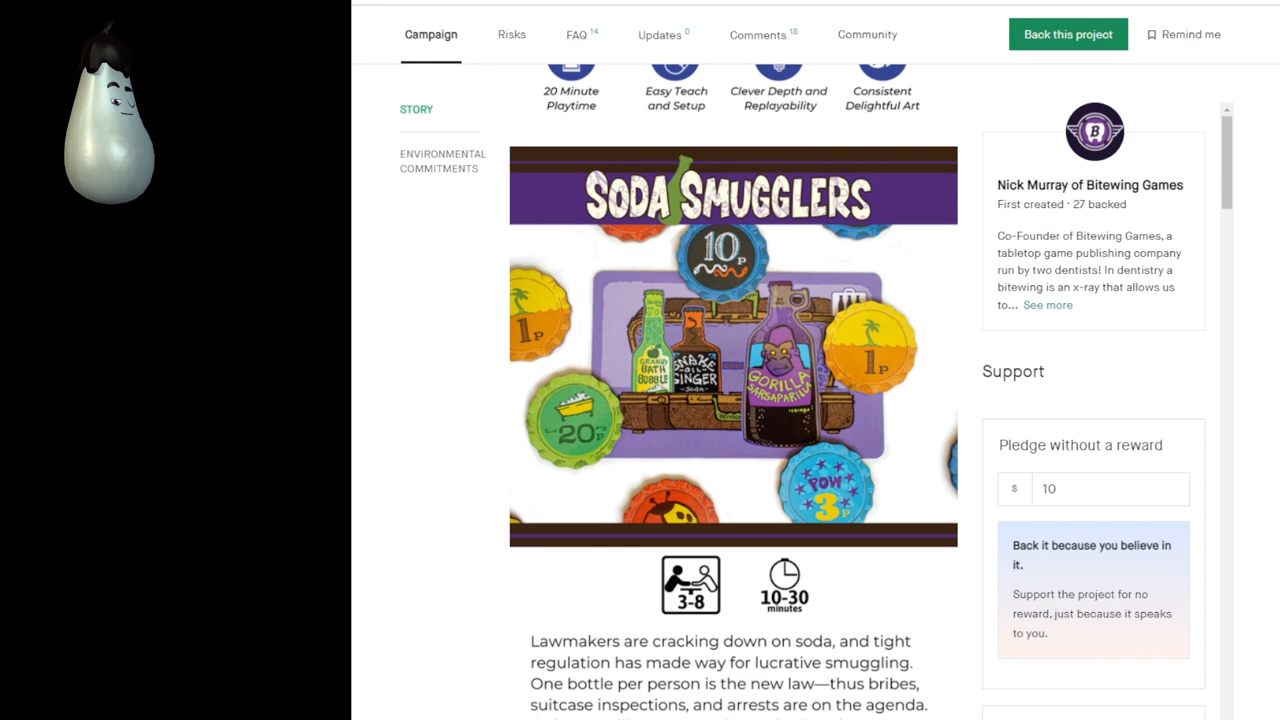 Campaign
Risks
FAQ 14
Updates 0
Comments 18
Community
Back this project
Remind me
STORY
ENVIRONMENTAL
COMMITMENTS
20 Minute
Playtime
Easy Teach
and Setup
Clever Depth and
Replayability
Consistent
Delightful Art
SODA SMUGGLERS
10P
1P
1P
GRANNY
BATH
BUBBLE
SNAKE
OIL
GINGER
SODA
GORILLA
SARSAPARILLA
20P
POW
3P
3-8
10-30
minutes
Lawmakers are cracking down on soda, and tight
regulation has made way for lucrative smuggling.
One bottle per person is the new law—thus bribes,
suitcase inspections, and arrests are on the agenda.
B
Nick Murray of Bitewing Games
First created · 27 backed
Co-Founder of Bitewing Games, a
tabletop game publishing company
run by two dentists! In dentistry a
bitewing is an x-ray that allows us
to... See more
Support
Pledge without a reward
$ 10
Back it because you believe in
it.
Support the project for no
reward, just because it speaks
to you.